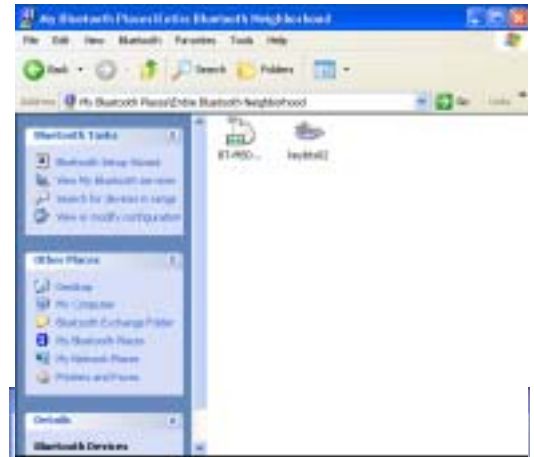 My Bluetooth Places\Entire Bluetooth Neighborhood
File Edit View Bluetooth Favorites Tools Help
Back Search Folders
Address My Bluetooth Places\Entire Bluetooth Neighborhood Go Links
Bluetooth Tasks
Bluetooth Setup Wizard
View My Bluetooth services
Search for devices in range
View or modify configuration
Other Places
Desktop
My Computer
Bluetooth Exchange Folder
My Bluetooth Places
My Network Places
Printers and Faxes
Details
Bluetooth Devices